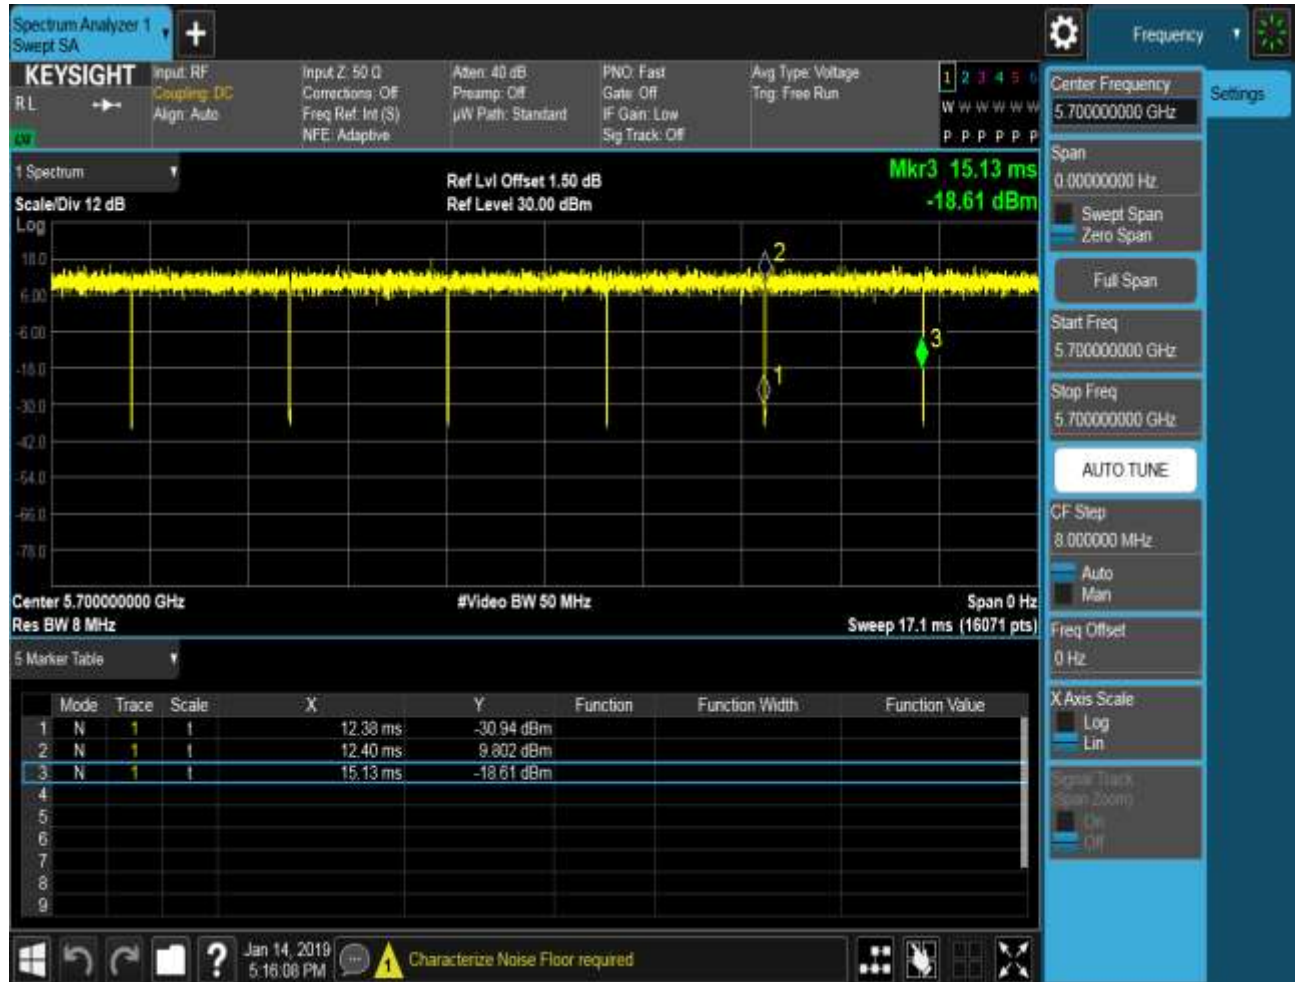 Spectrum Analyzer 1
Swept SA
+
Frequency
KEYSIGHT
RL
Input: RF
Coupling: DC
Align: Auto
Input Z: 50 Ω
Corrections: Off
Freq Ref: Int (S)
NFE: Adaptive
Atten: 40 dB
Preamp: Off
µW Path: Standard
PNO: Fast
Gate: Off
IF Gain: Low
Sig Track: Off
Avg Type: Voltage
Trig: Free Run
1 2 3 4 5 6
W W W W W W
P P P P P P
Center Frequency
5.700000000 GHz
Settings
Span
0.00000000 Hz
Swept Span
Zero Span
Full Span
Start Freq
5.700000000 GHz
Stop Freq
5.700000000 GHz
AUTO TUNE
CF Step
8.000000 MHz
Auto
Man
Freq Offset
0 Hz
X Axis Scale
Log
Lin
Signal Track
(Span Zoom)
On
Off
1 Spectrum
Scale/Div 12 dB
Ref Lvl Offset 1.50 dB
Ref Level 30.00 dBm
Mkr3 15.13 ms
-18.61 dBm
Log
18.0
6.00
-6.00
-18.0
-30.0
-42.0
-54.0
-66.0
-78.0
2
3
1
Center 5.700000000 GHz
#Video BW 50 MHz
Span 0 Hz
Res BW 8 MHz
Sweep 17.1 ms (16071 pts)
5 Marker Table
Mode Trace Scale X Y Function Function Width Function Value
1 N 1 t 12.38 ms -30.94 dBm
2 N 1 t 12.40 ms 9.802 dBm
3 N 1 t 15.13 ms -18.61 dBm
4
5
6
7
8
9
?
Jan 14, 2019
5:16:08 PM
1
Characterize Noise Floor required